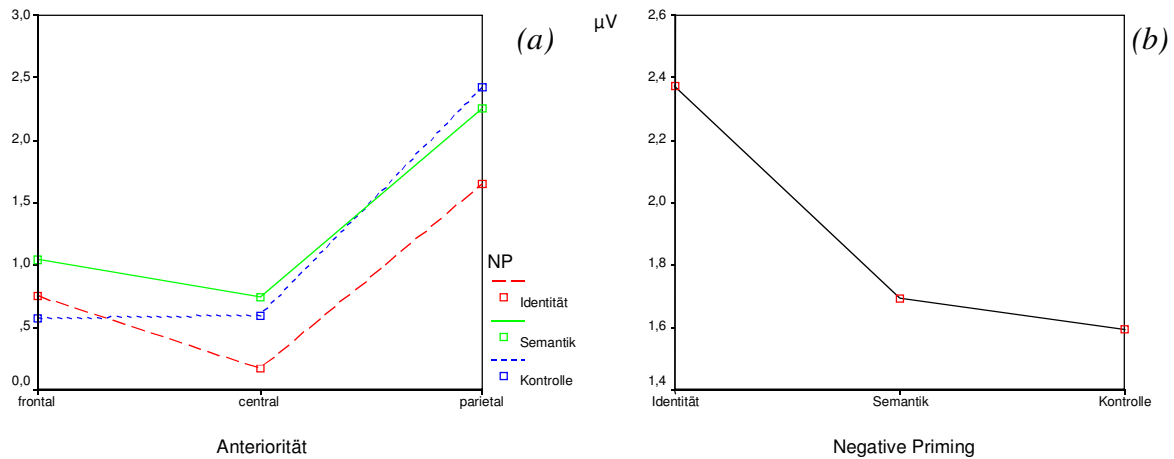 3,0
2,5
2,0
1,5
1,0
,5
0,0
(a)
NP
Identität
Semantik
Kontrolle
frontal central parietal
Anteriorität
µV
2,6
2,4
2,2
2,0
1,8
1,6
1,4
(b)
Identität Semantik Kontrolle
Negative Priming